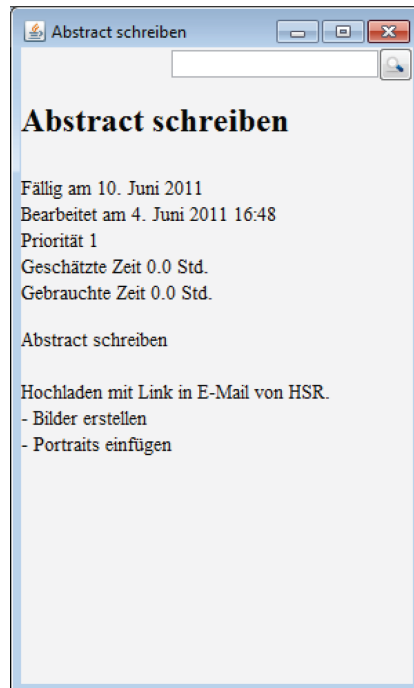 Abstract schreiben
Abstract schreiben
Fällig am 10. Juni 2011
Bearbeitet am 4. Juni 2011 16:48
Priorität 1
Geschätzte Zeit 0.0 Std.
Gebrauchte Zeit 0.0 Std.
Abstract schreiben
Hochladen mit Link in E-Mail von HSR.
- Bilder erstellen
- Portraits einfügen